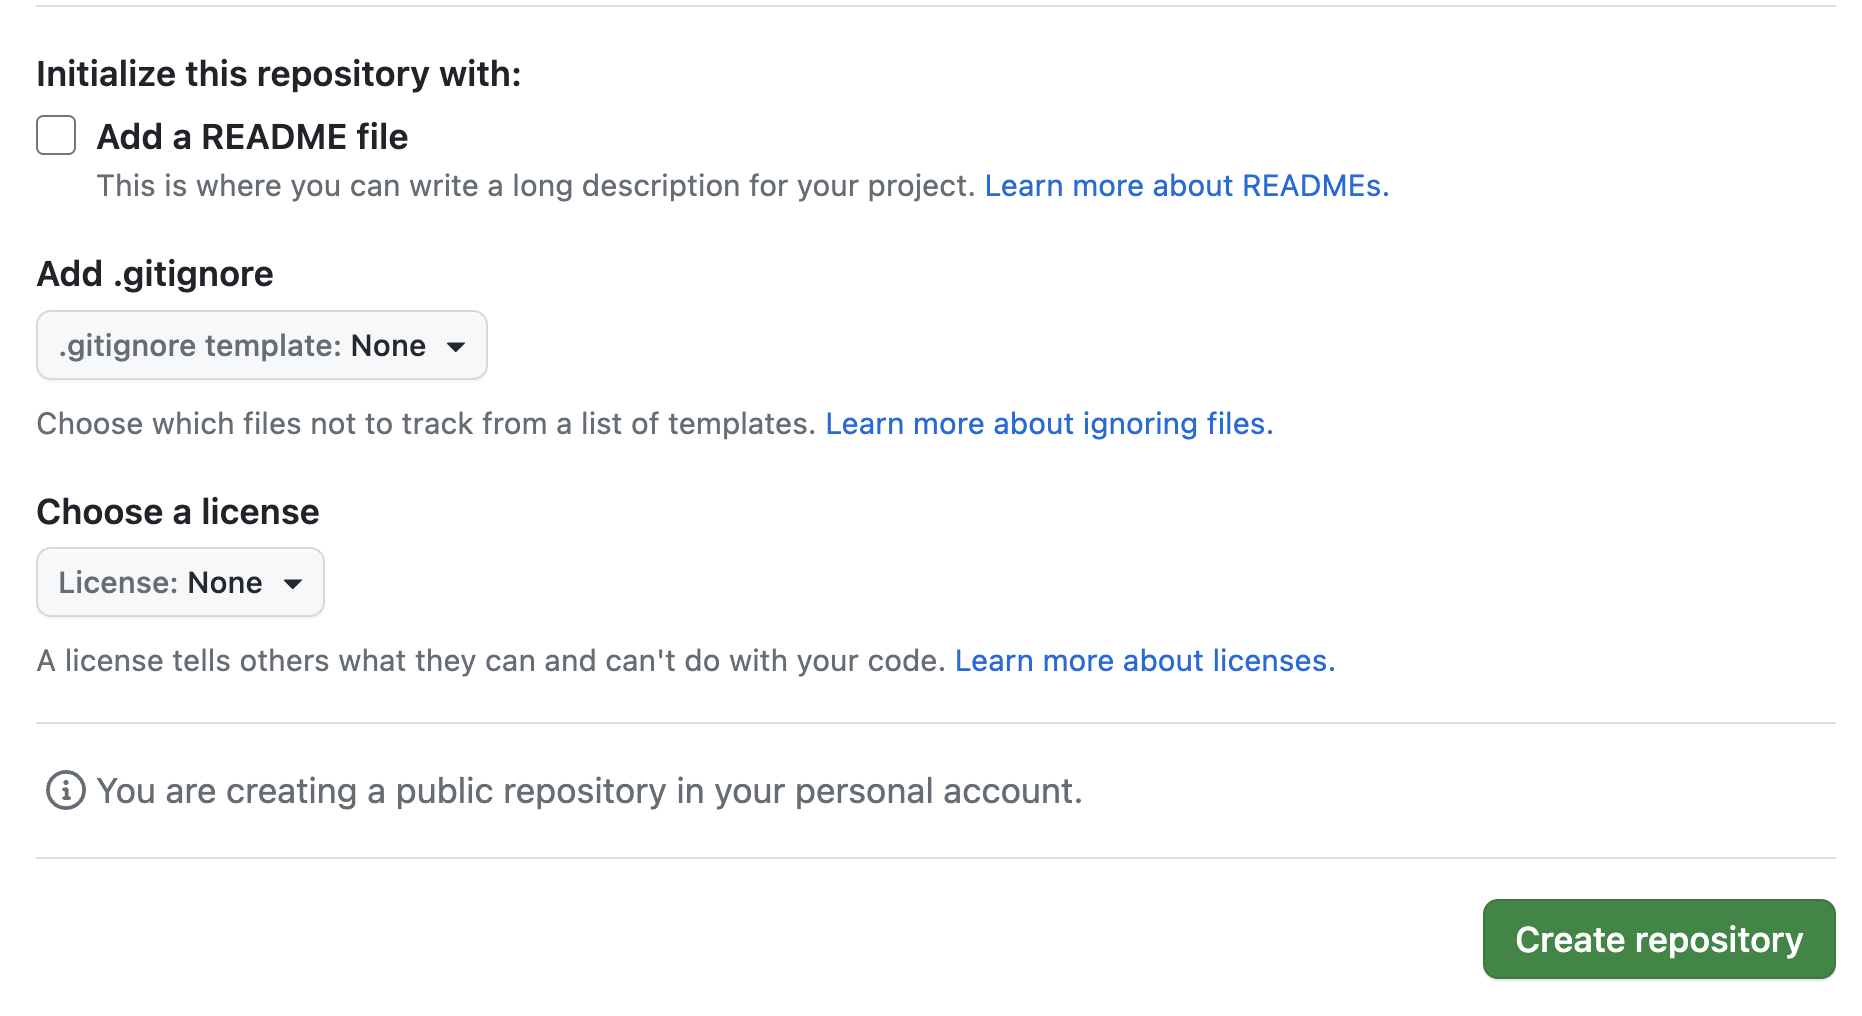 Initialize this repository with:
Add a README file
This is where you can write a long description for your project. Learn more about READMEs.
Add .gitignore
.gitignore template: None
Choose which files not to track from a list of templates. Learn more about ignoring files.
Choose a license
License: None
A license tells others what they can and can't do with your code. Learn more about licenses.
You are creating a public repository in your personal account.
Create repository